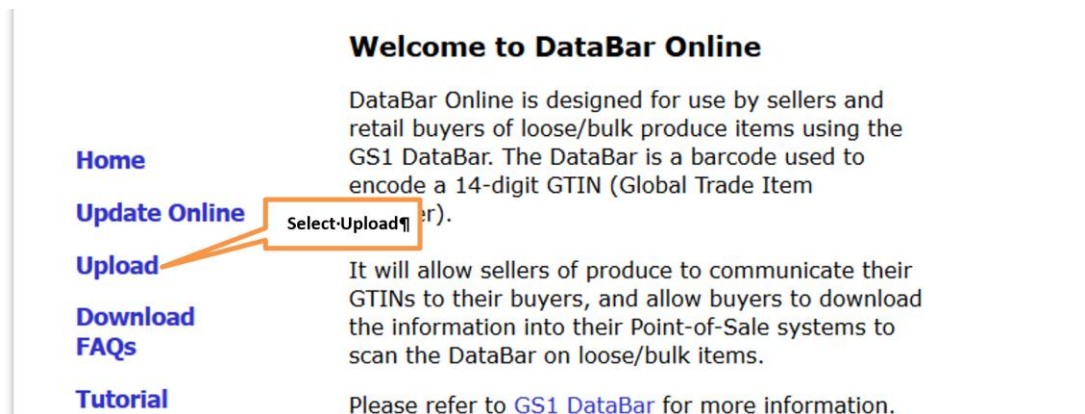 Welcome to DataBar Online
DataBar Online is designed for use by sellers and
retail buyers of loose/bulk produce items using the
GS1 DataBar. The DataBar is a barcode used to
encode a 14-digit GTIN (Global Trade Item
er).
It will allow sellers of produce to communicate their
GTINs to their buyers, and allow buyers to download
the information into their Point-of-Sale systems to
scan the DataBar on loose/bulk items.
Please refer to GS1 DataBar for more information.
Home
Update Online
Upload
Download
FAQs
Tutorial
Select·Upload¶